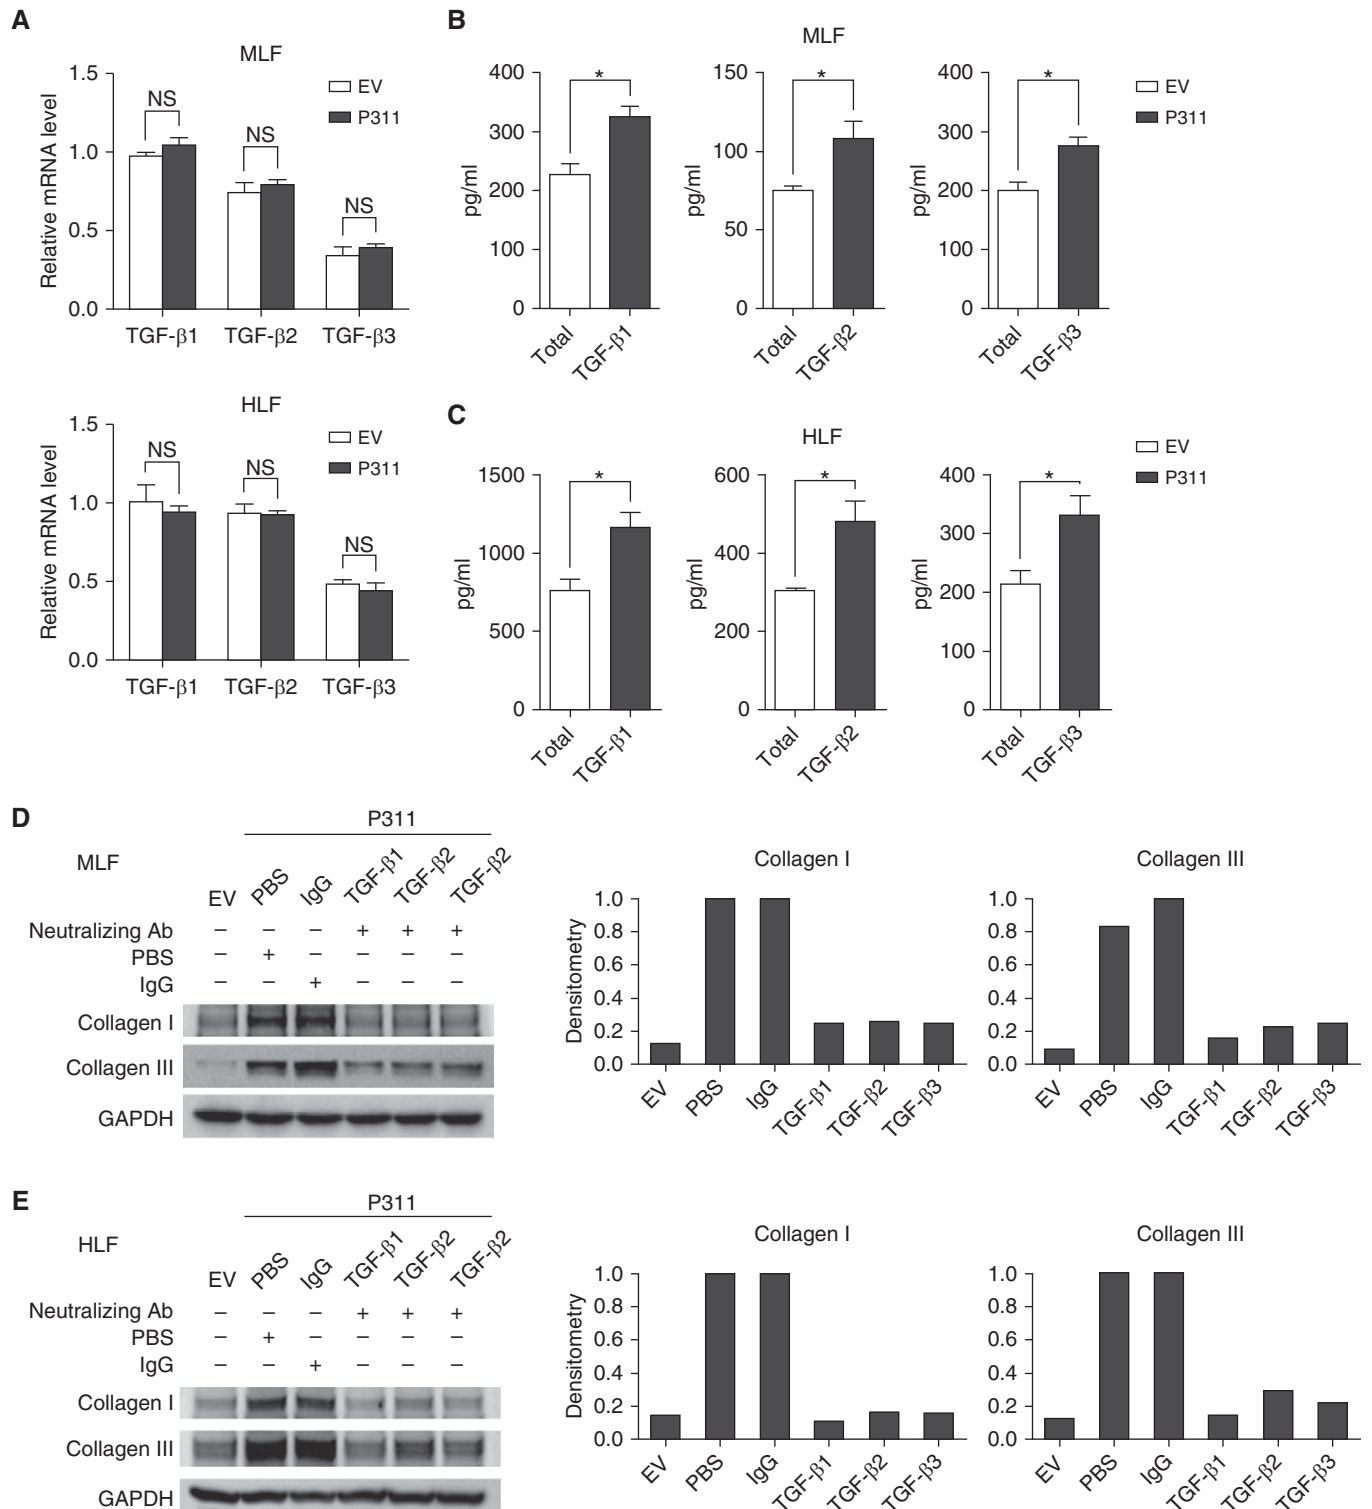 A
MLF
Relative mRNA level
1.5
1.0
0.5
0.0
NS
NS
NS
EV
P311
TGF-β1 TGF-β2 TGF-β3
HLF
Relative mRNA level
1.5
1.0
0.5
0.0
NS
NS
NS
EV
P311
TGF-β1 TGF-β2 TGF-β3
B
MLF
pg/ml
400
300
200
100
0
*
Total TGF-β1
pg/ml
150
100
50
0
*
Total TGF-β2
pg/ml
400
300
200
100
0
*
Total TGF-β3
EV
P311
C
HLF
pg/ml
1500
1000
500
0
*
Total TGF-β1
pg/ml
600
400
200
0
*
Total TGF-β2
pg/ml
400
300
200
100
0
*
Total TGF-β3
EV
P311
D
P311
MLF
EV PBS IgG TGF-β1 TGF-β2 TGF-β2
Neutralizing Ab − − − + + +
PBS − + − − − −
IgG − − + − − −
Collagen I
Collagen III
GAPDH
Collagen I
Densitometry
1.0
0.8
0.6
0.4
0.2
0.0
EV PBS IgG TGF-β1 TGF-β2 TGF-β3
Collagen III
1.0
0.8
0.6
0.4
0.2
0.0
EV PBS IgG TGF-β1 TGF-β2 TGF-β3
E
P311
HLF
EV PBS IgG TGF-β1 TGF-β2 TGF-β2
Neutralizing Ab − − − + + +
PBS − + − − − −
IgG − − + − − −
Collagen I
Collagen III
GAPDH
Collagen I
Densitometry
1.0
0.8
0.6
0.4
0.2
0.0
EV PBS IgG TGF-β1 TGF-β2 TGF-β3
Collagen III
1.0
0.8
0.6
0.4
0.2
0.0
EV PBS IgG TGF-β1 TGF-β2 TGF-β3